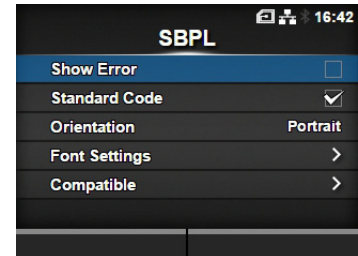 16:42
SBPL
Show Error
Standard Code
Orientation Portrait
Font Settings
Compatible